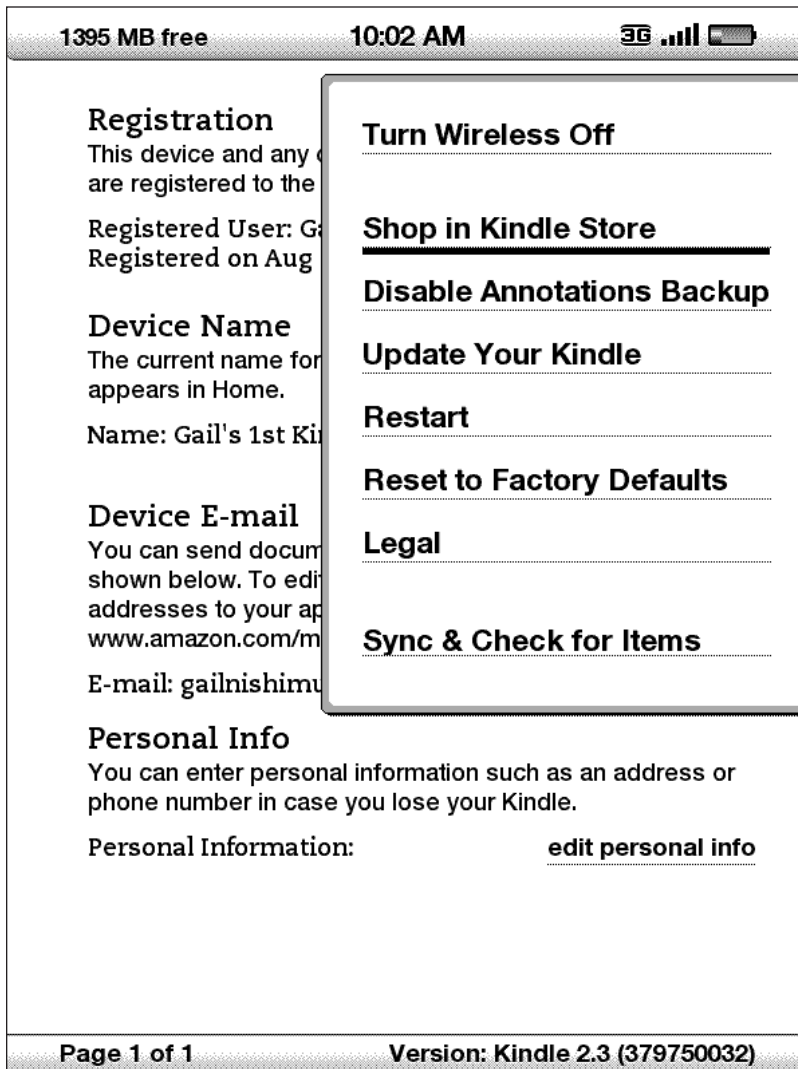 1395 MB free 10:02 AM 3G
Registration
This device and any
are registered to the
Registered User:
Registered on Aug
Device Name
The current name for
appears in Home.
Name: Gail's 1st
Device E-mail
You can send
shown below. To
addresses to your
www.amazon.com/m
E-mail: gailnishimu
Turn Wireless Off
Shop in Kindle Store
Disable Annotations Backup
Update Your Kindle
Restart
Reset to Factory Defaults
Legal
Sync & Check for Items
Personal Info
You can enter personal information such as an address or
phone number in case you lose your Kindle.
Personal Information: edit personal info
Page 1 of 1 Version: Kindle 2.3 (379750032)